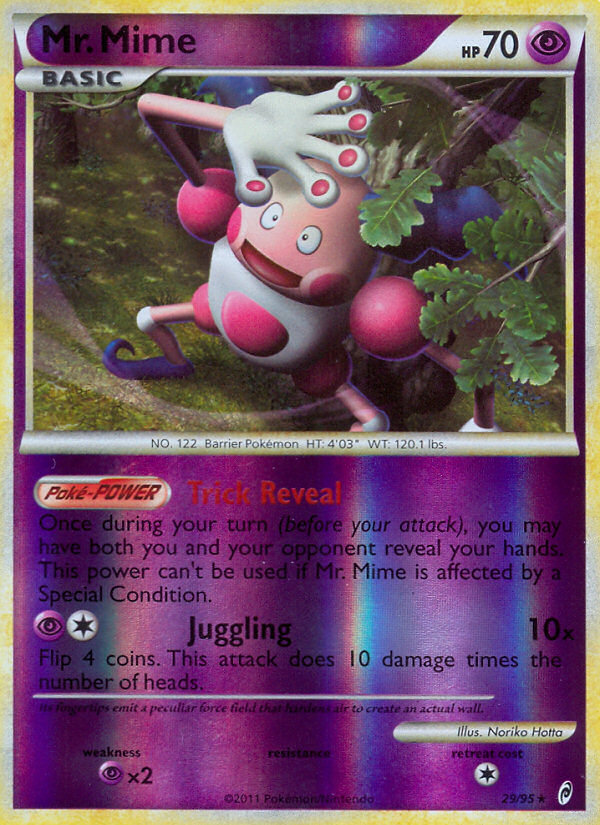 Mr. Mime
HP70
BASIC
NO. 122 Barrier Pokémon HT: 4'03" WT: 120.1 lbs.
Poké-POWER Trick Reveal
Once during your turn (before your attack), you may
have both you and your opponent reveal your hands.
This power can't be used if Mr. Mime is affected by a
Special Condition.
Juggling 10x
Flip 4 coins. This attack does 10 damage times the
number of heads.
Its fingertips emit a peculiar force field that hardens air to create an actual wall.
Illus. Noriko Hotta
weakness resistance retreat cost
x2
©2011 Pokémon/Nintendo 29/95 ★